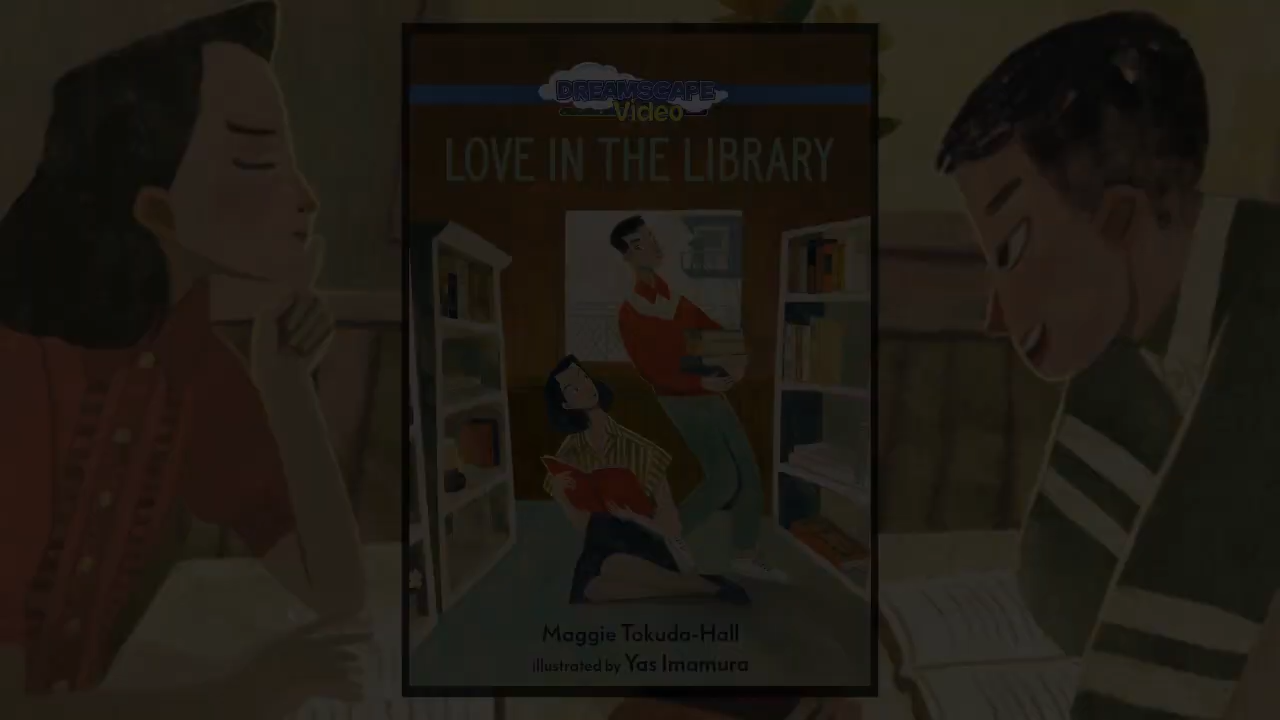 DREAMSCAPE
Video
LOVE IN THE LIBRARY
Maggie Tokuda-Hall
illustrated by Yas Imamura